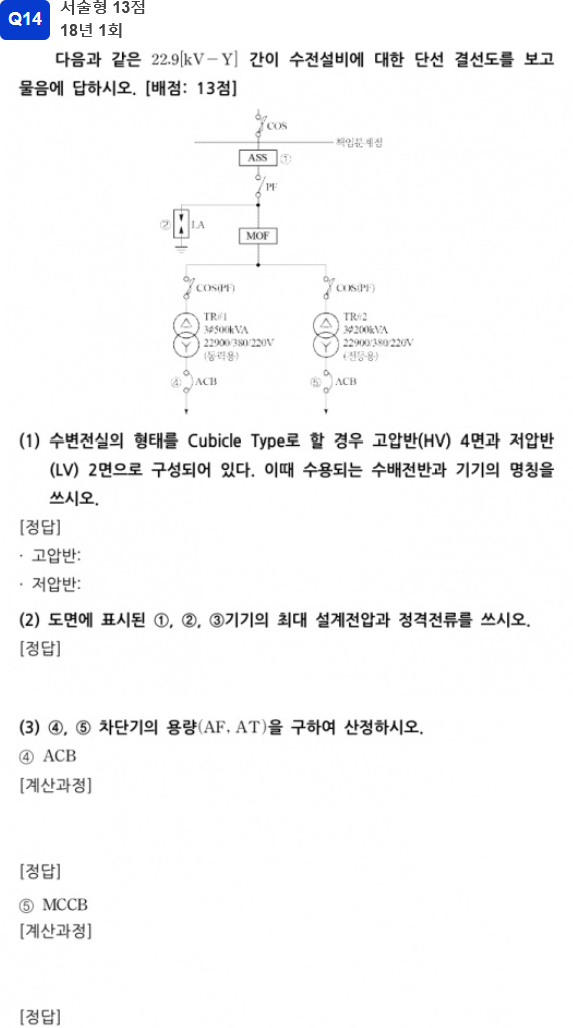 Q14
서술형 13점
18년 1회
다음과 같은 22.9[kV-Y] 간이 수전설비에 대한 단선 결선도를 보고
물음에 답하시오. [배점: 13점]
COS
책임분계점
ASS ①
PF
② LA
MOF
COS(PF) COS(PF)
TR#1 TR#2
3∮500kVA 3∮200kVA
22900/380/220V 22900/380/220V
(동력용) (전등용)
④ ACB ⑤ ACB
(1) 수변전실의 형태를 Cubicle Type로 할 경우 고압반(HV) 4면과 저압반
(LV) 2면으로 구성되어 있다. 이때 수용되는 수배전반과 기기의 명칭을
쓰시오.
[정답]
· 고압반:
· 저압반:
(2) 도면에 표시된 ①, ②, ③기기의 최대 설계전압과 정격전류를 쓰시오.
[정답]
(3) ④, ⑤ 차단기의 용량(AF, AT)을 구하여 산정하시오.
④ ACB
[계산과정]
[정답]
⑤ MCCB
[계산과정]
[정답]